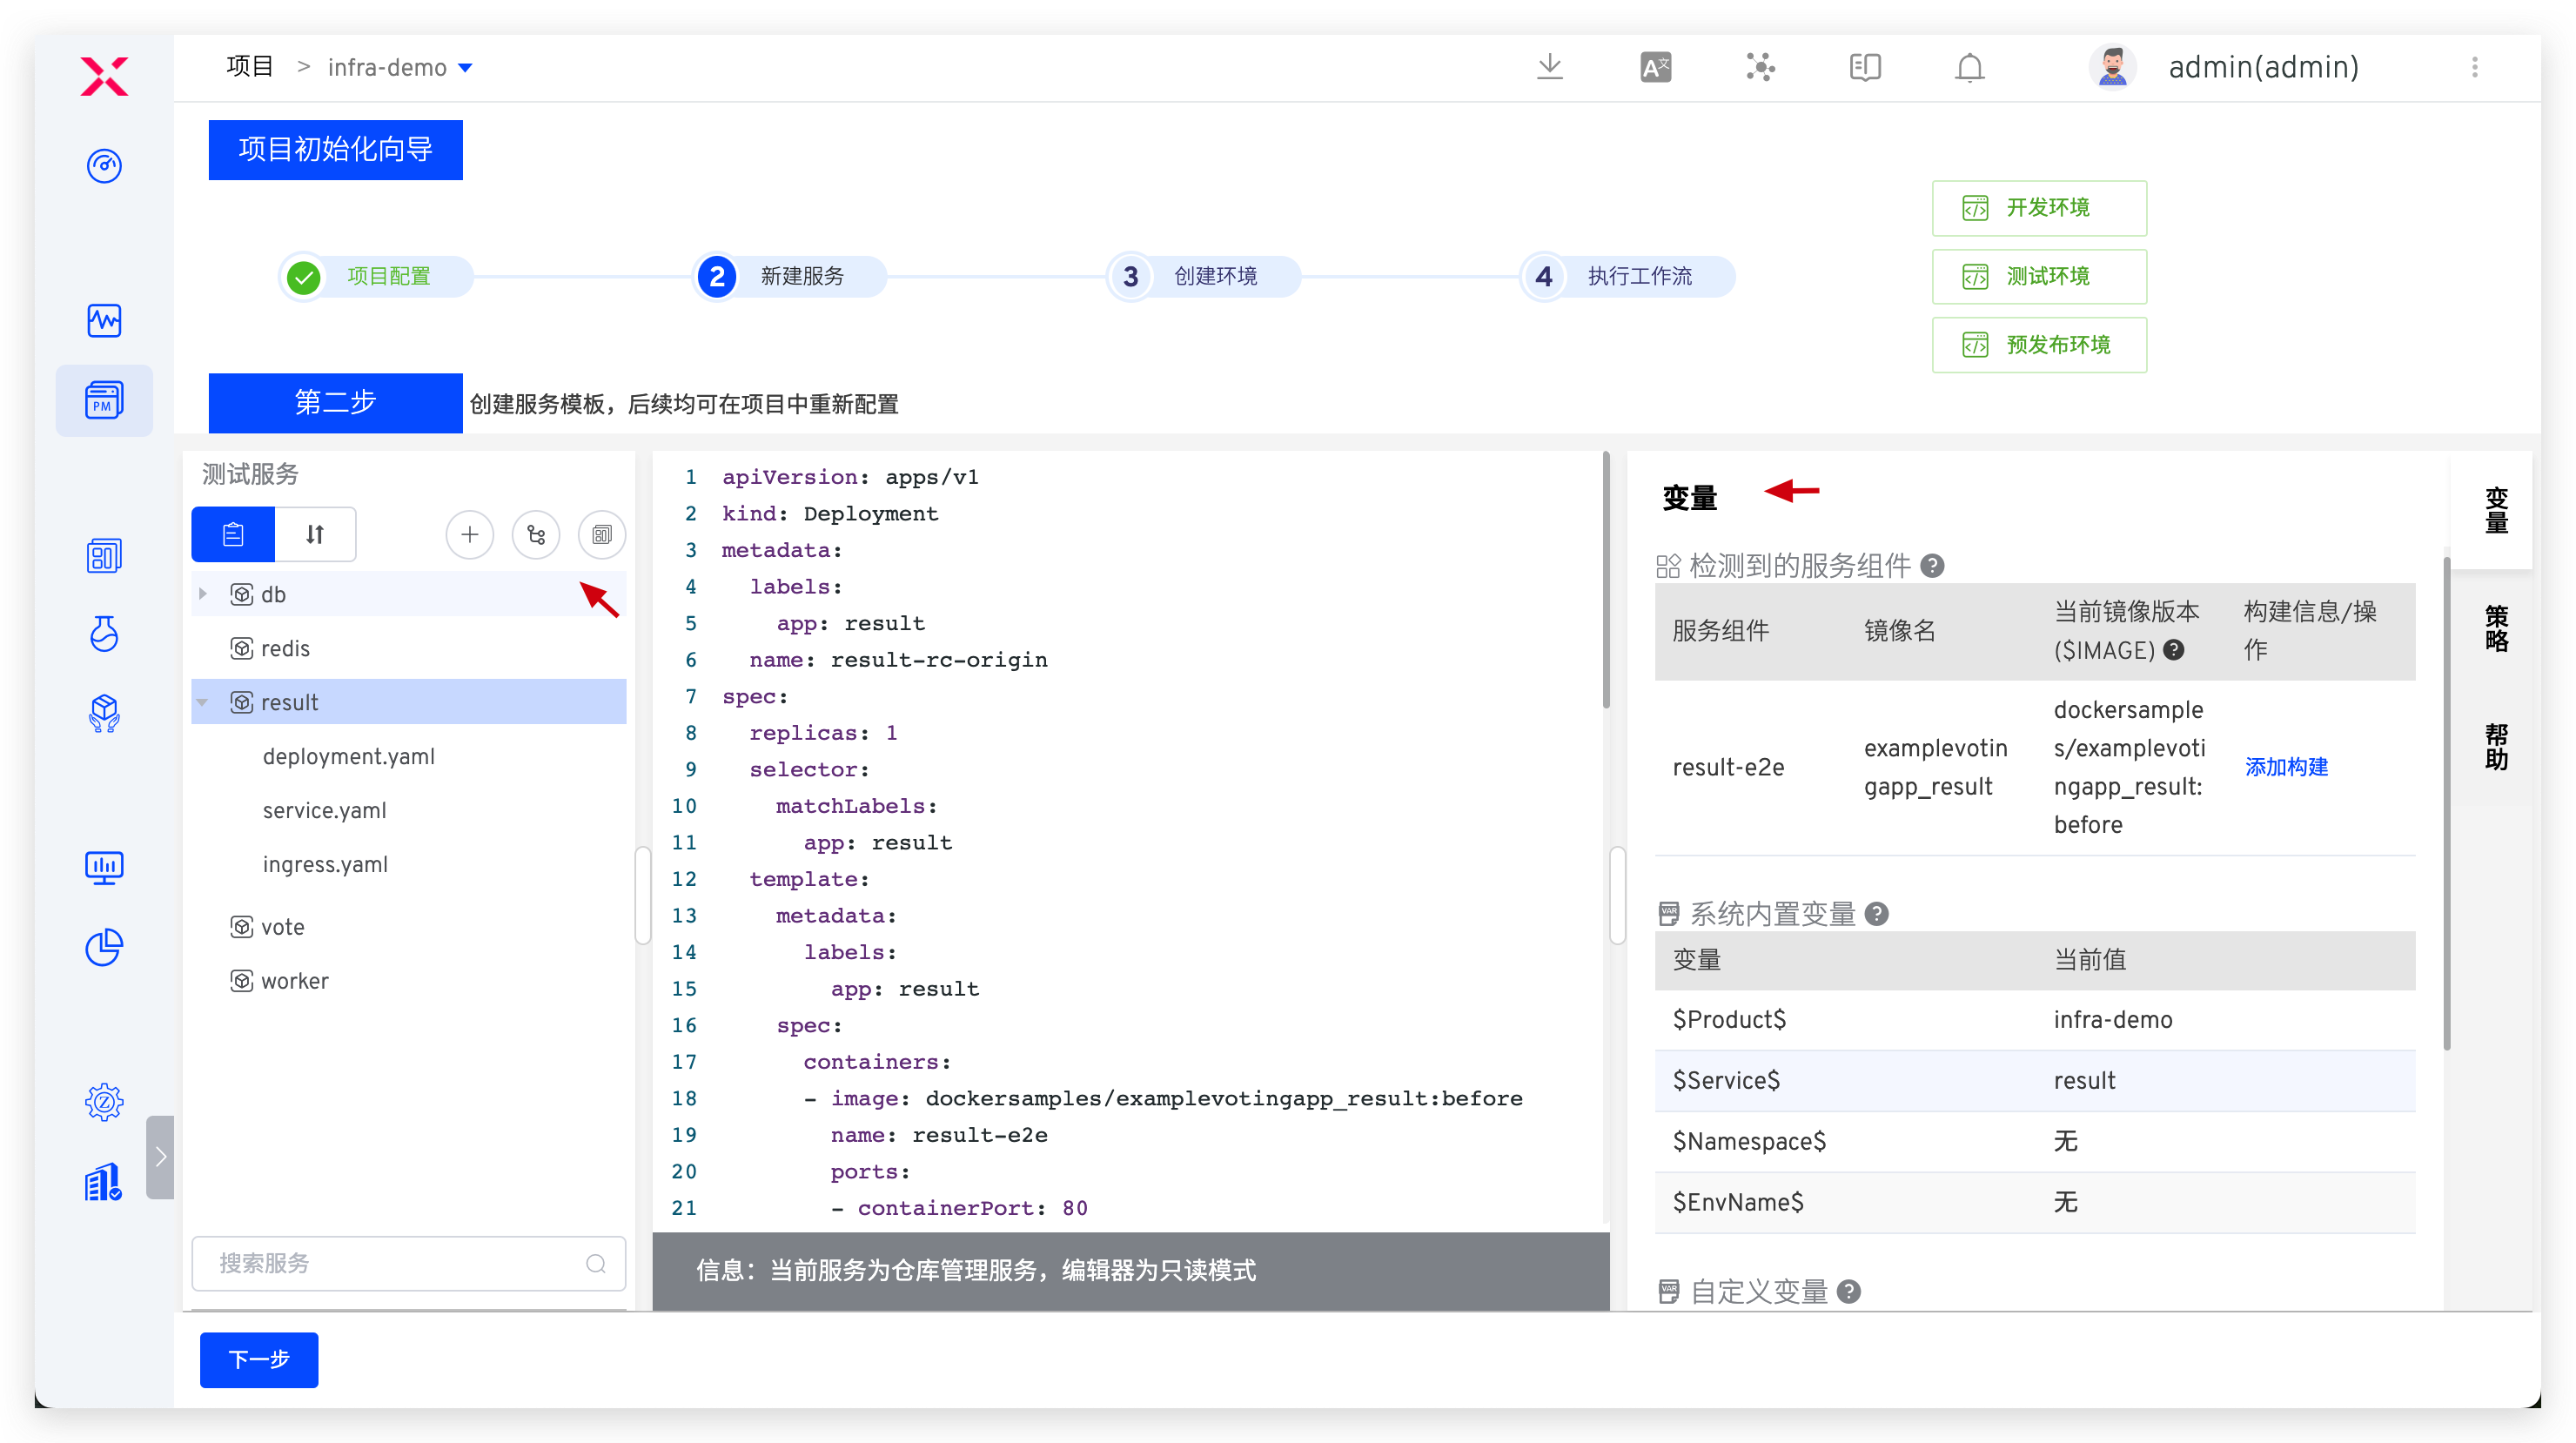 项目 > infra-demo
admin(admin)
项目初始化向导
项目配置
2 新建服务
3 创建环境
4 执行工作流
开发环境
测试环境
预发布环境
第二步 创建服务模板，后续均可在项目中重新配置
PM
测试服务
db
redis
result
deployment.yaml
service.yaml
ingress.yaml
vote
worker
搜索服务
1 apiVersion: apps/v1
2 kind: Deployment
3 metadata:
4   labels:
5     app: result
6   name: result-rc-origin
7 spec:
8   replicas: 1
9   selector:
10     matchLabels:
11       app: result
12   template:
13     metadata:
14       labels:
15         app: result
16     spec:
17       containers:
18       - image: dockersamples/examplevotingapp_result:before
19         name: result-e2e
20         ports:
21         - containerPort: 80
信息：当前服务为仓库管理服务，编辑器为只读模式
变量
检测到的服务组件
服务组件 镜像名 当前镜像版本
($IMAGE)
构建信息/操
作
result-e2e
examplevotin
gapp_result
dockersample
s/examplevoti
ngapp_result:
before
添加构建
系统内置变量
变量 当前值
$Product$ infra-demo
$Service$ result
$Namespace$ 无
$EnvName$ 无
自定义变量
变量
策略
帮助
下一步